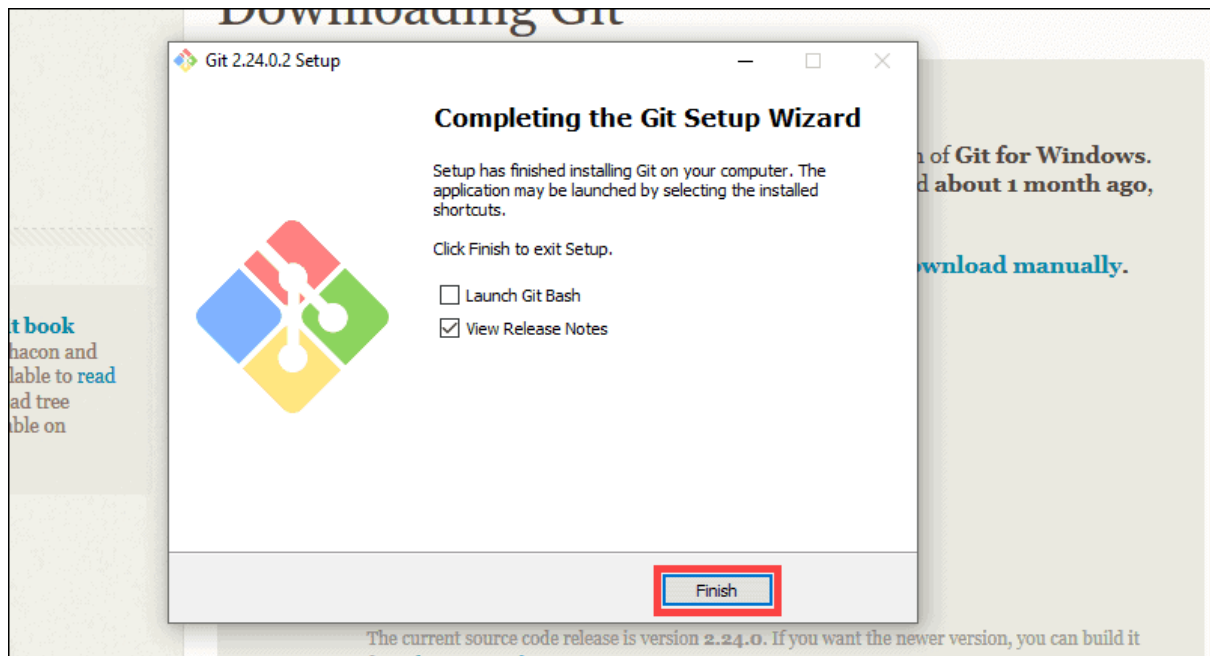 Downloading Git
Git 2.24.0.2 Setup
Completing the Git Setup Wizard
Setup has finished installing Git on your computer. The
application may be launched by selecting the installed
shortcuts.
Click Finish to exit Setup.
Launch Git Bash
View Release Notes
Finish
of Git for Windows.
about 1 month ago,
download manually.
book
and
to read
ad tree
on
The current source code release is version 2.24.0. If you want the newer version, you can build it